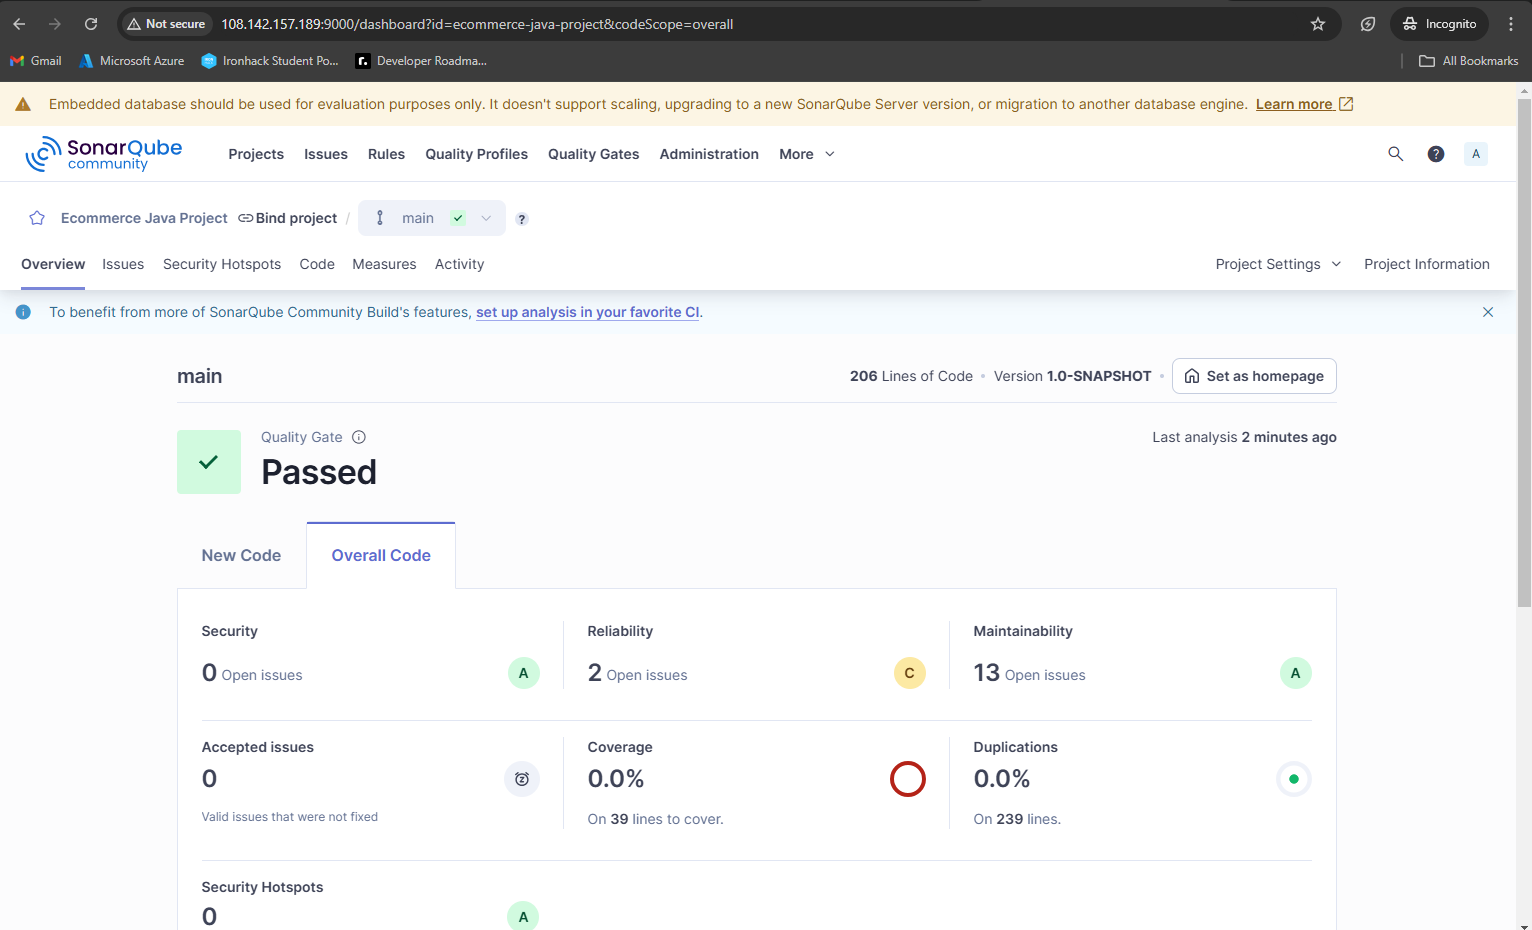 Not secure 108.142.157.189:9000/dashboard?id=ecommerce-java-project&codeScope=overall Incognito
Gmail Microsoft Azure Ironhack Student Po... Developer Roadma... All Bookmarks
Embedded database should be used for evaluation purposes only. It doesn't support scaling, upgrading to a new SonarQube Server version, or migration to another database engine. Learn more
SonarQube community Projects Issues Rules Quality Profiles Quality Gates Administration More ? A
Ecommerce Java Project Bind project / main ?
Overview Issues Security Hotspots Code Measures Activity Project Settings Project Information
To benefit from more of SonarQube Community Build's features, set up analysis in your favorite CI.
main 206 Lines of Code • Version 1.0-SNAPSHOT • Set as homepage
Quality Gate Last analysis 2 minutes ago
Passed
New Code Overall Code
Security Reliability Maintainability
0 Open issues A 2 Open issues C 13 Open issues A
Accepted issues Coverage Duplications
0 0.0% 0.0%
Valid issues that were not fixed On 39 lines to cover. On 239 lines.
Security Hotspots
0 A